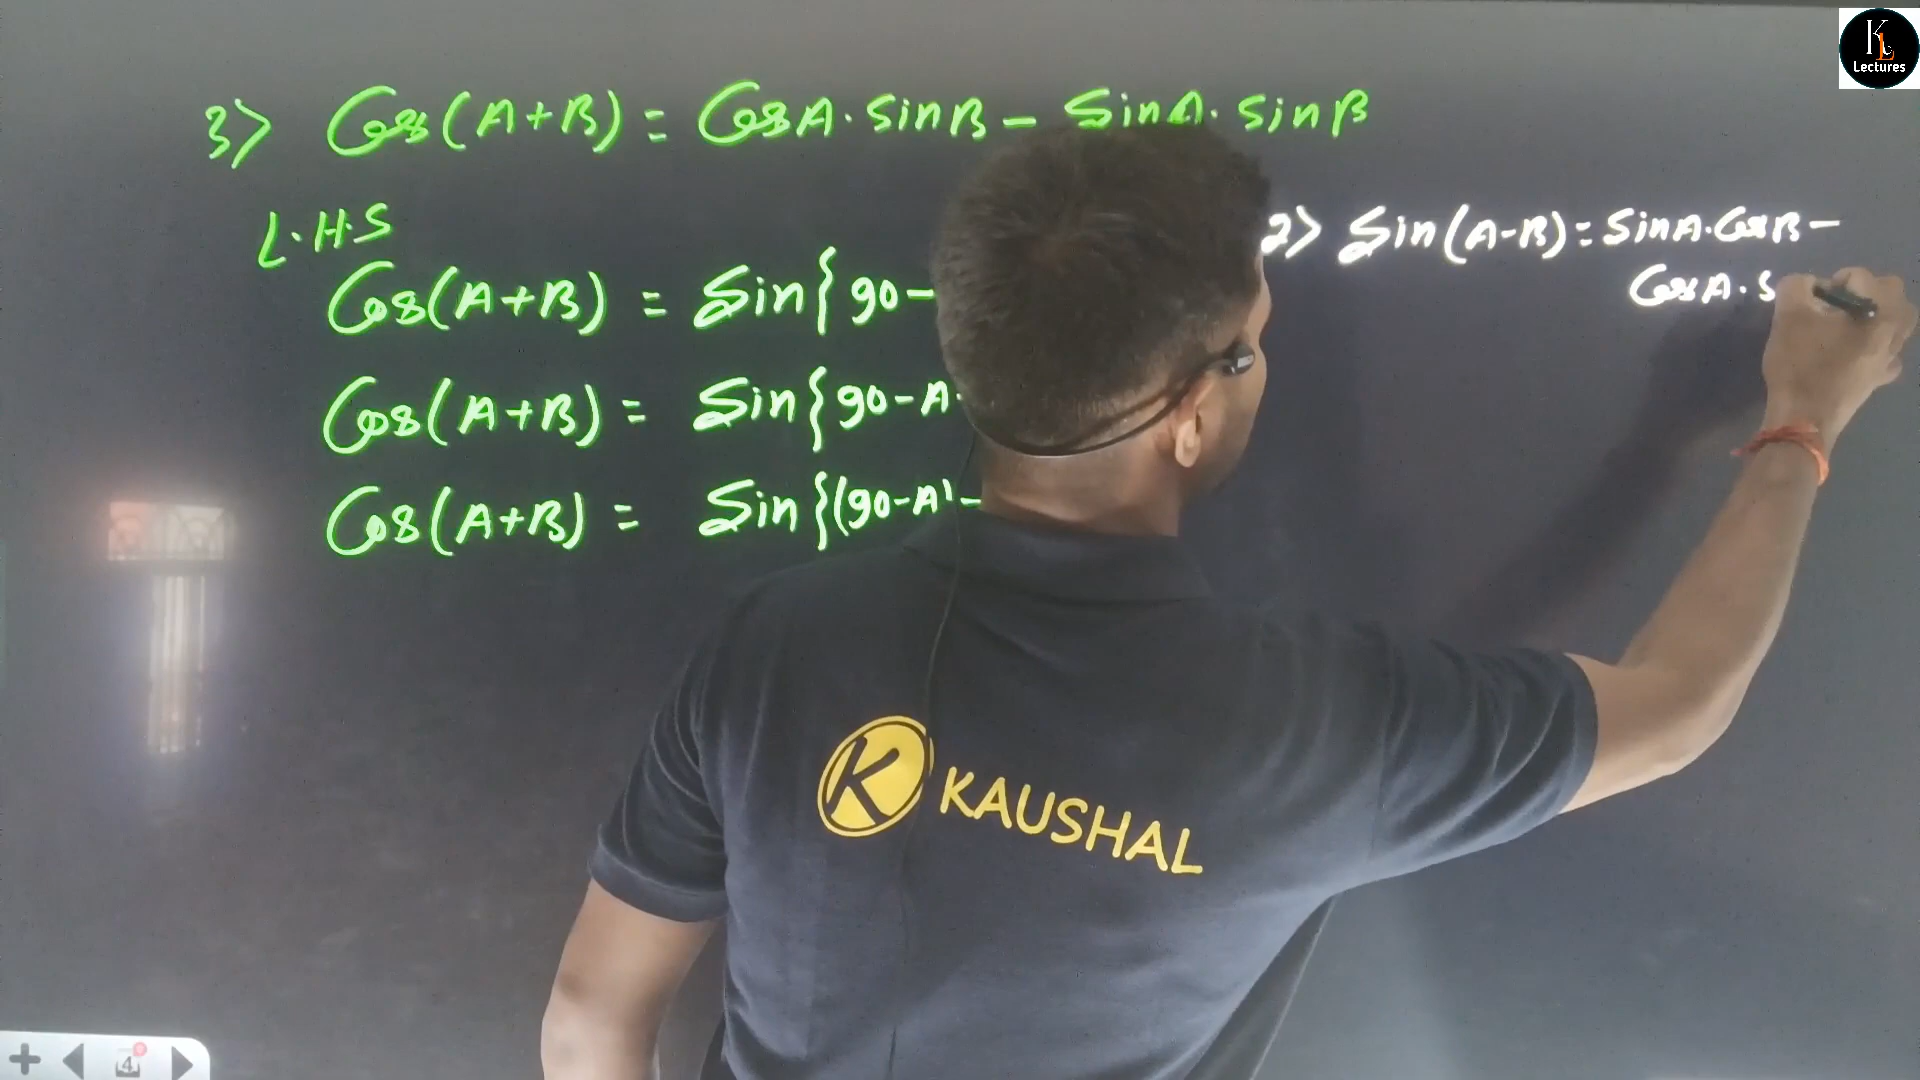 K L
Lectures
3> Cos(A+B) = CosA · SinB - SinA · SinB
L.H.S
2> Sin(A-B) = SinA.CosB -
CosA . S
Cos(A+B) = Sin{ 90-
Cos(A+B) = Sin{ 90-A
Cos(A+B) = Sin{(90-A) -
K KAUSHAL
4